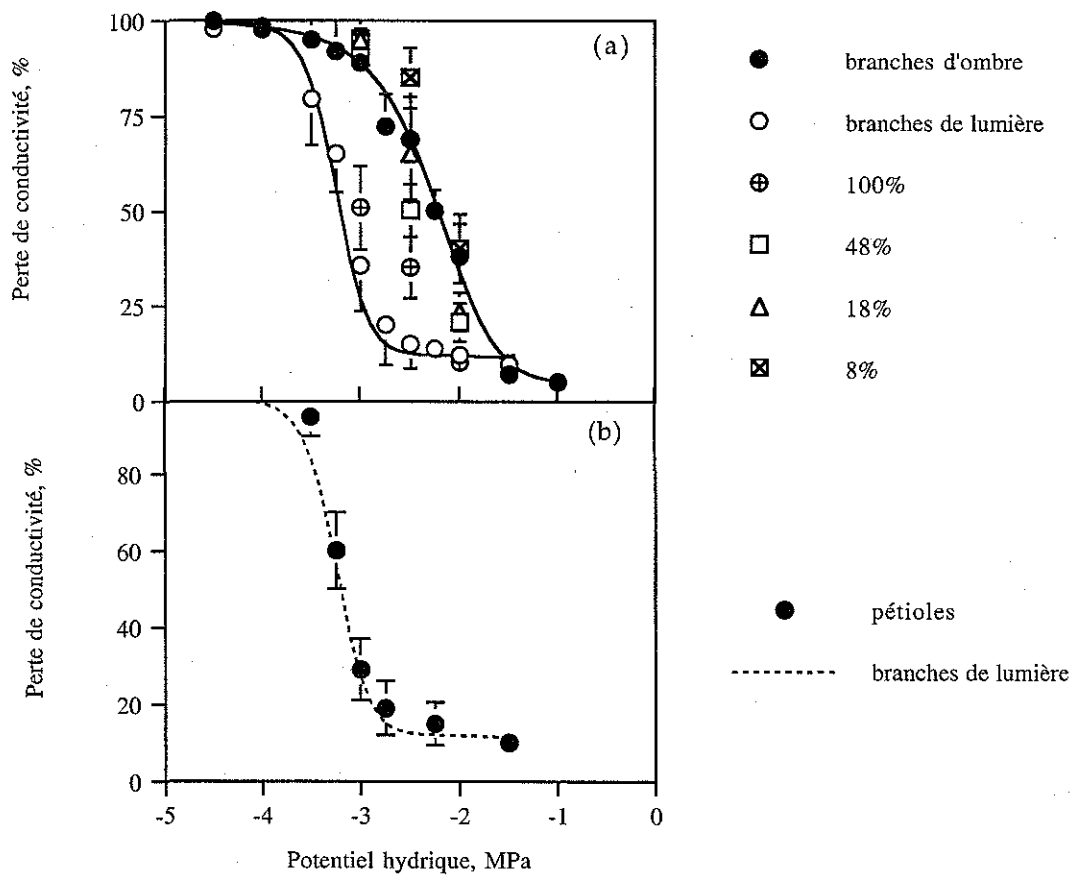 Perte de conductivité, %
100
75
50
25
0
(a)
branches d'ombre
branches de lumière
100%
48%
18%
8%
Perte de conductivité, %
80
60
40
20
0
(b)
pétioles
branches de lumière
-5
-4
-3
-2
-1
0
Potentiel hydrique, MPa